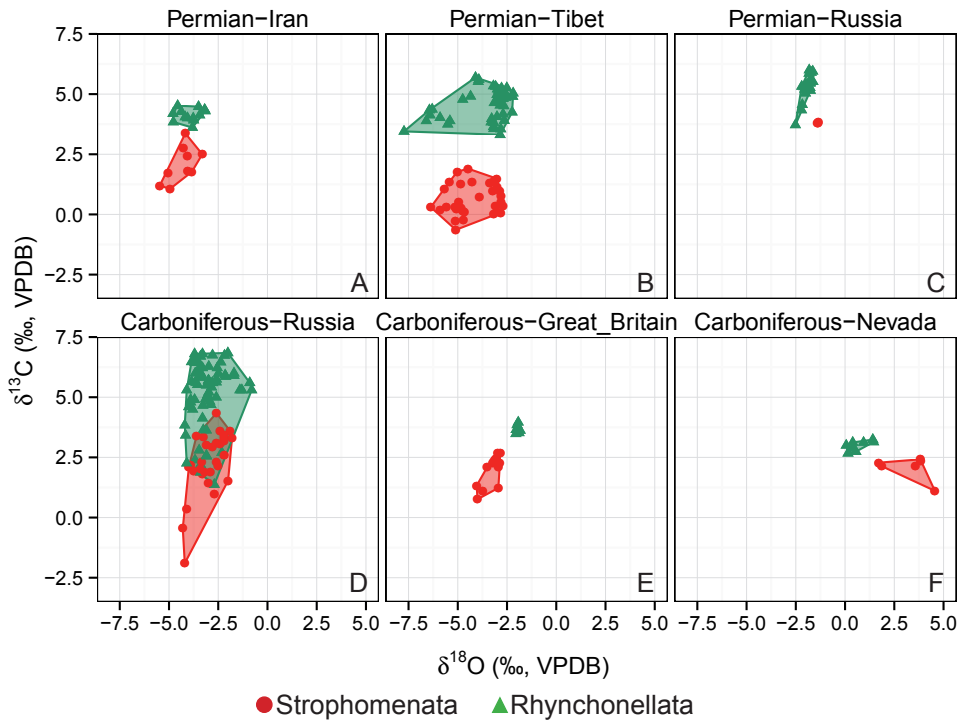 Permian−Iran Permian−Tibet Permian−Russia
7.5
5.0
2.5
0.0
−2.5
A B C
δ13C (‰, VPDB)
Carboniferous−Russia Carboniferous−Great_Britain Carboniferous−Nevada
7.5
5.0
2.5
0.0
−2.5
D E F
−7.5 −5.0 −2.5 0.0 2.5 5.0 −7.5 −5.0 −2.5 0.0 2.5 5.0 −7.5 −5.0 −2.5 0.0 2.5 5.0
δ18O (‰, VPDB)
Strophomenata Rhynchonellata